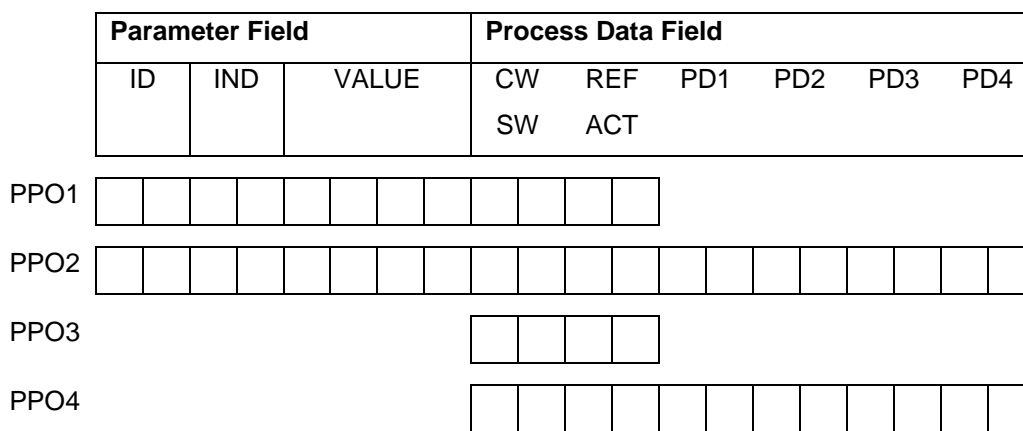 Parameter Field Process Data Field
ID IND VALUE CW REF PD1 PD2 PD3 PD4
SW ACT
PPO1
PPO2
PPO3
PPO4